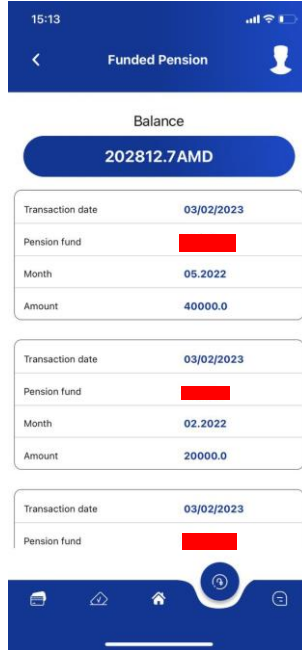 15:13
Funded Pension
Balance
202812.7AMD
Transaction date 03/02/2023
Pension fund
Month 05.2022
Amount 40000.0
Transaction date 03/02/2023
Pension fund
Month 02.2022
Amount 20000.0
Transaction date 03/02/2023
Pension fund